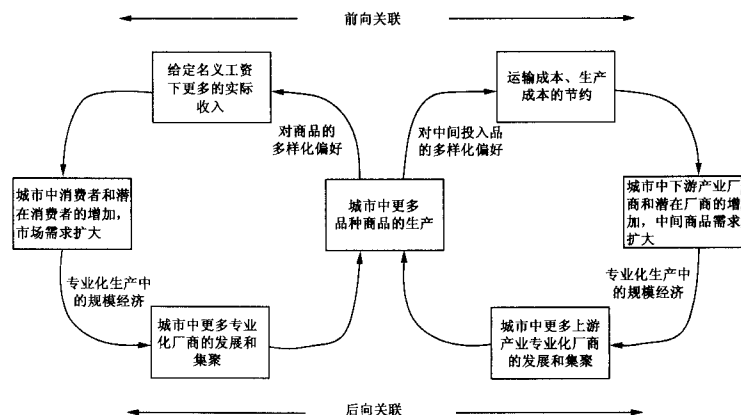 前向关联
给定名义工资
下更多的实际
收入
运输成本、生产
成本的节约
对商品的
多样化偏好
对中间投入品
的多样化偏好
城市中消费者和潜
在消费者的增加，
市场需求扩大
城市中更多
品种商品的生产
城市中下游产业厂
商和潜在厂商的增
加，中间商品需求
扩大
专业化生产中
的规模经济
专业化生产中
的规模经济
城市中更多专业
化厂商的发展和
集聚
城市中更多上游
产业专业化厂商
的发展和集聚
后向关联